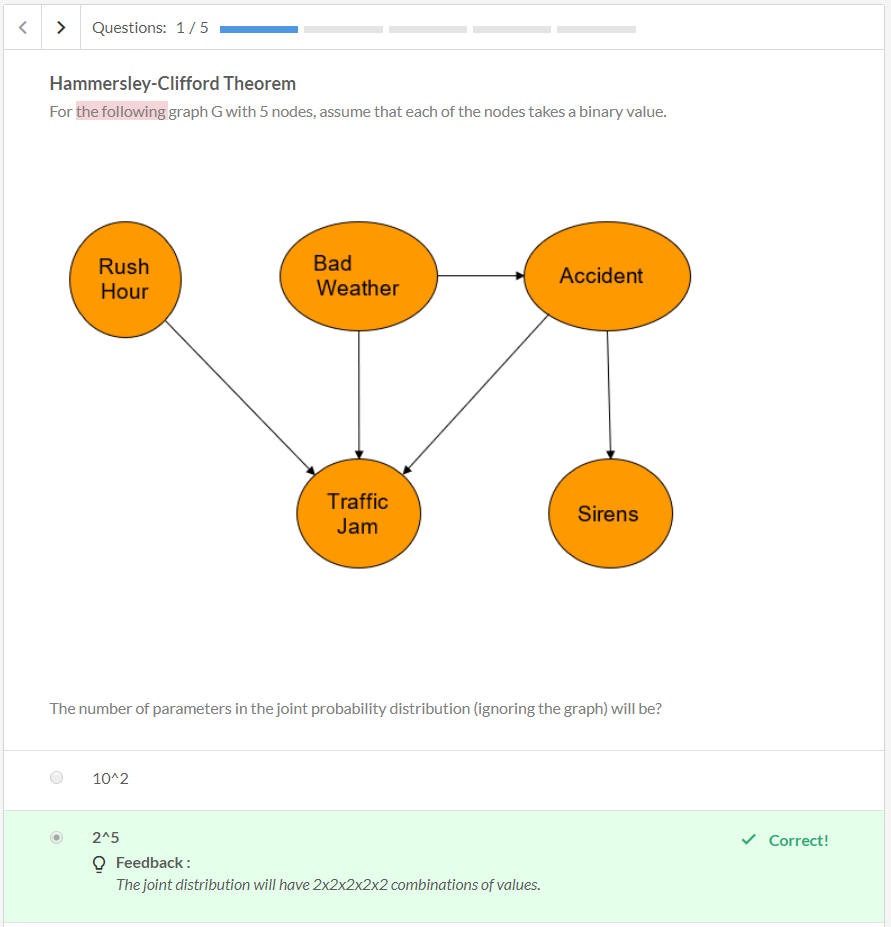 Questions: 1 / 5
Hammersley-Clifford Theorem
For the following graph G with 5 nodes, assume that each of the nodes takes a binary value.
Rush
Hour
Bad
Weather
Accident
Traffic
Jam
Sirens
The number of parameters in the joint probability distribution (ignoring the graph) will be?
10^2
2^5
Correct!
Feedback :
The joint distribution will have 2x2x2x2x2 combinations of values.